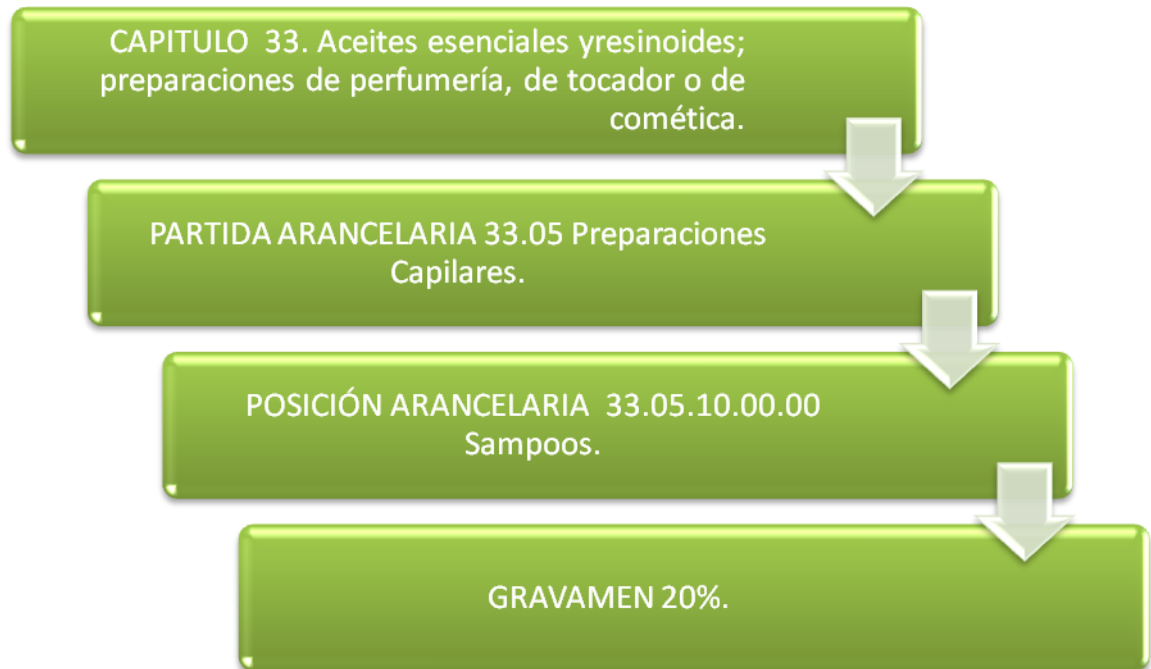 CAPITULO 33. Aceites esenciales yresinoides;
preparaciones de perfumería, de tocador o de
comética.
PARTIDA ARANCELARIA 33.05 Preparaciones
Capilares.
POSICIÓN ARANCELARIA 33.05.10.00.00
Sampoos.
GRAVAMEN 20%.